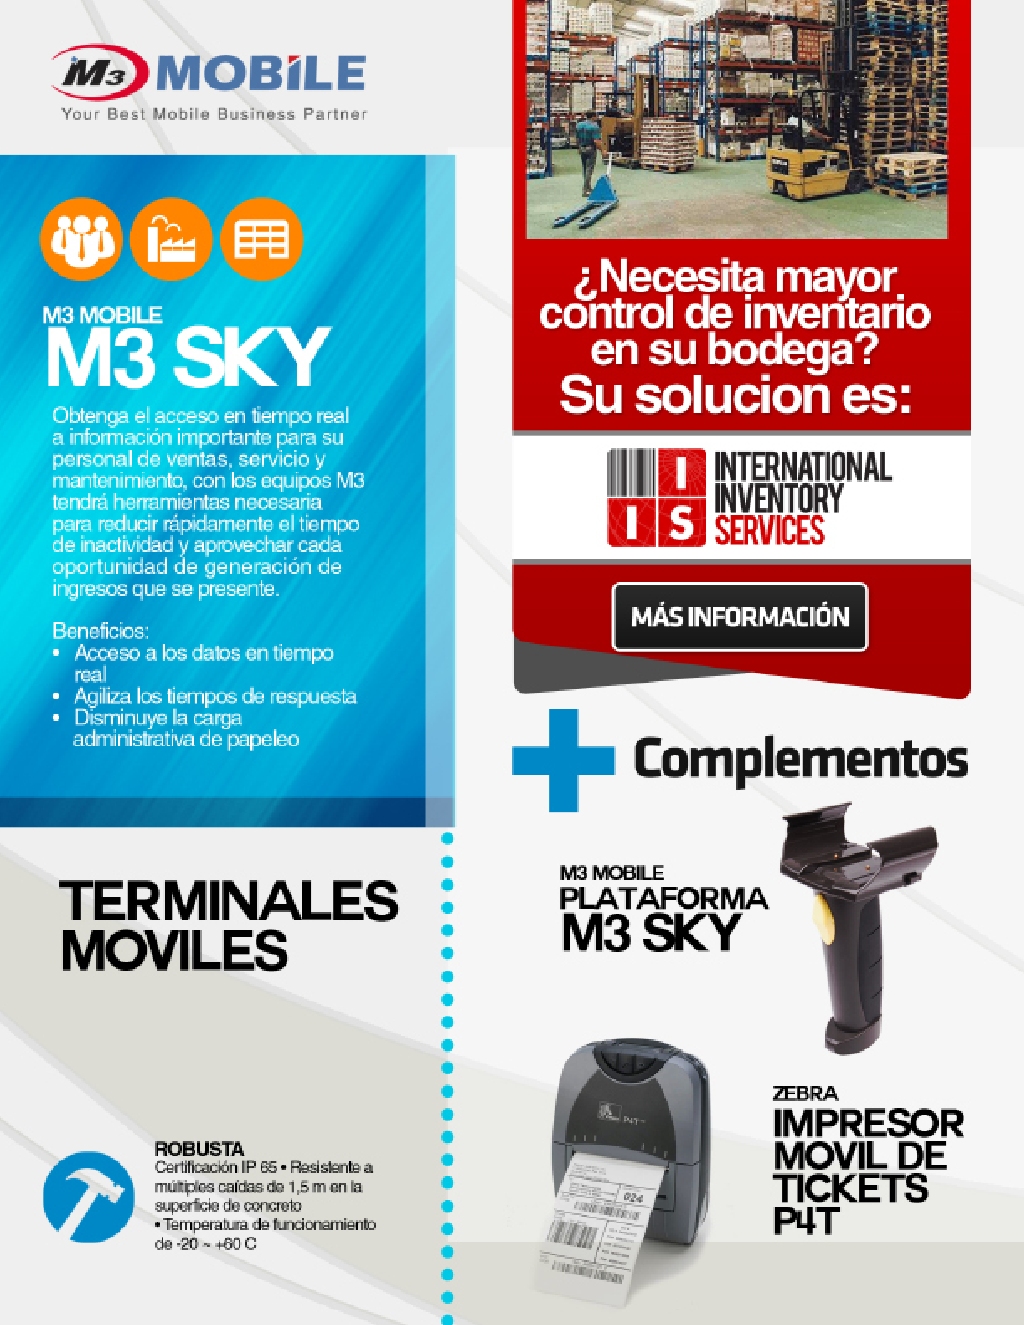 M3 MOBILE
Your Best Mobile Business Partner
M3 MOBILE
M3 SKY
Obtenga el acceso en tiempo real
a información importante para su
personal de ventas, servicio y
mantenimiento, con los equipos M3
tendrá herramientas necesaria
para reducir rápidamente el tiempo
de inactividad y aprovechar cada
oportunidad de generación de
ingresos que se presente.
Beneficios:
• Acceso a los datos en tiempo
real
• Agiliza los tiempos de respuesta
• Disminuye la carga
administrativa de papeleo
TERMINALES
MOVILES
ROBUSTA
Certificación IP 65 • Resistente a
múltiples caídas de 1,5 m en la
superficie de concreto
• Temperatura de funcionamiento
de -20 ~ +60 C
¿Necesita mayor
control de inventario
en su bodega?
Su solucion es:
I
I S
INTERNATIONAL
INVENTORY
SERVICES
MÁS INFORMACIÓN
Complementos
M3 MOBILE
PLATAFORMA
M3 SKY
P4T
024
ZEBRA
IMPRESOR
MOVIL DE
TICKETS
P4T